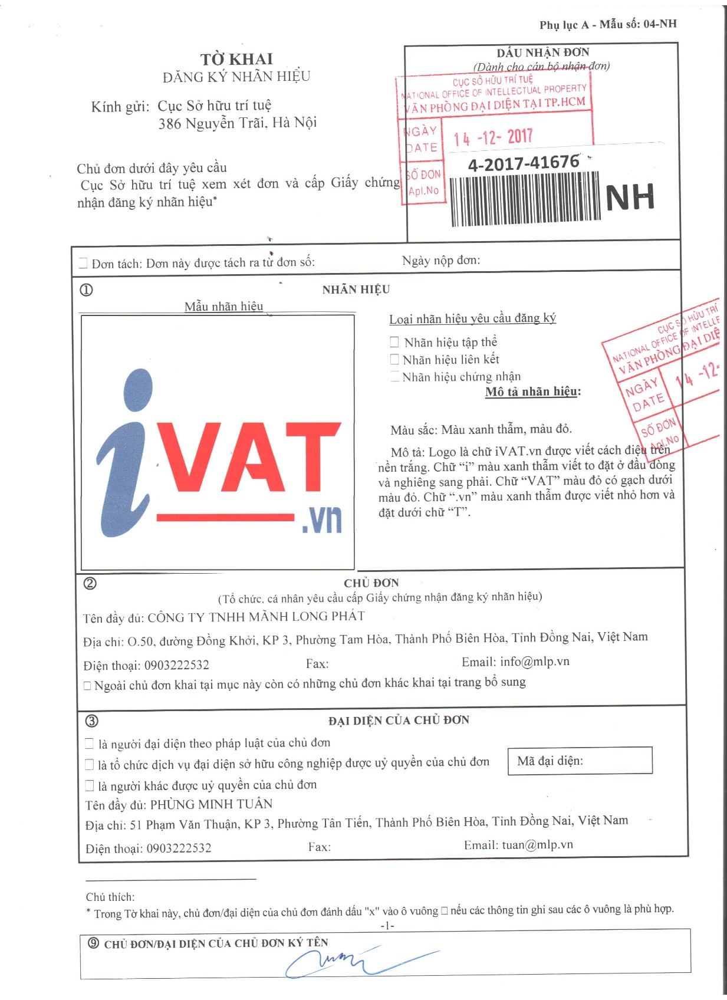 Phụ lục A - Mẫu số: 04-NH
TỜ KHAI
ĐĂNG KÝ NHÃN HIỆU
Kính gửi: Cục Sở hữu trí tuệ
386 Nguyễn Trãi, Hà Nội
Chủ đơn dưới đây yêu cầu
Cục Sở hữu trí tuệ xem xét đơn và cấp Giấy chứng
nhận đăng ký nhãn hiệu*
DẤU NHẬN ĐƠN
(Dành cho cán bộ nhận đơn)
CỤC SỞ HỮU TRÍ TUỆ
NATIONAL OFFICE OF INTELLECTUAL PROPERTY
VĂN PHÒNG ĐẠI DIỆN TẠI TP.HCM
NGÀY
DATE
14 -12- 2017
SỐ ĐƠN
Apl.No
4-2017-41676
NH
☐ Đơn tách: Đơn này được tách ra từ đơn số: Ngày nộp đơn:
① NHÃN HIỆU
Mẫu nhãn hiệu
iVAT
.vn
Loại nhãn hiệu yêu cầu đăng ký
☐ Nhãn hiệu tập thể
☐ Nhãn hiệu liên kết
☐ Nhãn hiệu chứng nhận
Mô tả nhãn hiệu:
Màu sắc: Màu xanh thẫm, màu đỏ.
Mô tả: Logo là chữ iVAT.vn được viết cách điệu trên
nền trắng. Chữ “i” màu xanh thẫm viết to đặt ở đầu dòng
và nghiêng sang phải. Chữ “VAT” màu đỏ có gạch dưới
màu đỏ. Chữ “.vn” màu xanh thẫm được viết nhỏ hơn và
đặt dưới chữ “T”.
CỤC SỞ HỮU TRÍ
NATIONAL OFFICE OF INTELLE
VĂN PHÒNG ĐẠI DIỆ
NGÀY
DATE
14 -12-
SỐ ĐƠN
Apl.No
② CHỦ ĐƠN
(Tổ chức, cá nhân yêu cầu cấp Giấy chứng nhận đăng ký nhãn hiệu)
Tên đầy đủ: CÔNG TY TNHH MÃNH LONG PHÁT
Địa chỉ: O.50, đường Đồng Khởi, KP 3, Phường Tam Hòa, Thành Phố Biên Hòa, Tỉnh Đồng Nai, Việt Nam
Điện thoại: 0903222532 Fax: Email: info@mlp.vn
☐ Ngoài chủ đơn khai tại mục này còn có những chủ đơn khác khai tại trang bổ sung
③ ĐẠI DIỆN CỦA CHỦ ĐƠN
☐ là người đại diện theo pháp luật của chủ đơn
☐ là tổ chức dịch vụ đại diện sở hữu công nghiệp được uỷ quyền của chủ đơn
Mã đại diện:
☐ là người khác được uỷ quyền của chủ đơn
Tên đầy đủ: PHÙNG MINH TUẤN
Địa chỉ: 51 Phạm Văn Thuận, KP 3, Phường Tân Tiến, Thành Phố Biên Hòa, Tỉnh Đồng Nai, Việt Nam
Điện thoại: 0903222532 Fax: Email: tuan@mlp.vn
Chú thích:
* Trong Tờ khai này, chủ đơn/đại diện của chủ đơn đánh dấu "x" vào ô vuông ☐ nếu các thông tin ghi sau các ô vuông là phù hợp.
-1-
⑨ CHỦ ĐƠN/ĐẠI DIỆN CỦA CHỦ ĐƠN KÝ TÊN